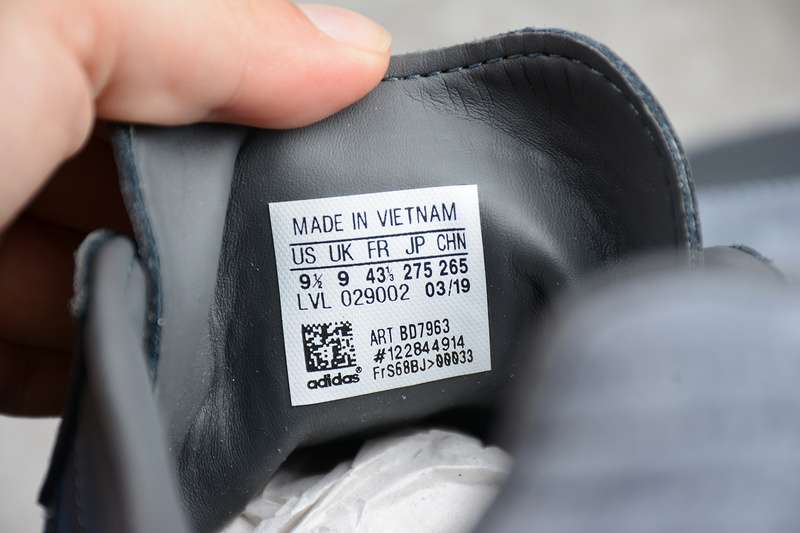 MADE IN VIETNAM
US UK FR JP CHN
9½ 9 43⅓ 275 265
LVL 029002 03/19
ART BD7963
#122844914
FrS68BJ>00033
adidas